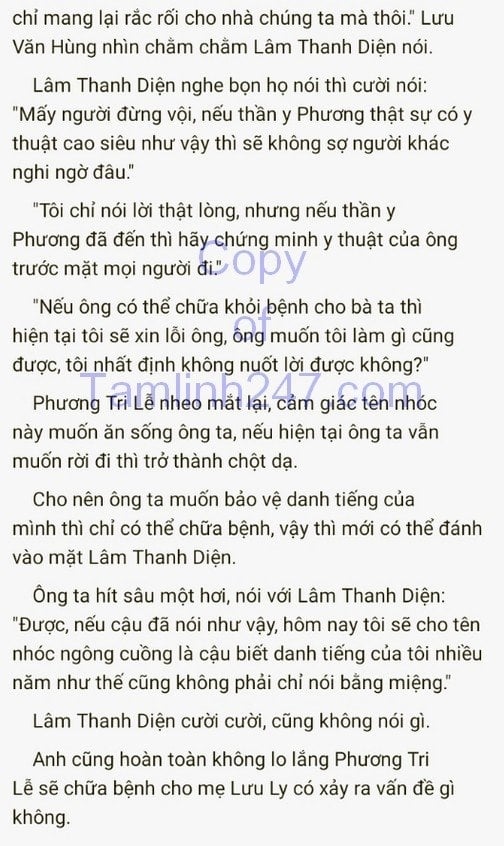 chỉ mang lại rắc rối cho nhà chúng ta mà thôi." Lưu
Văn Hùng nhìn chằm chằm Lâm Thanh Diện nói.
Lâm Thanh Diện nghe bọn họ nói thì cười nói:
"Mấy người đừng vội, nếu thần y Phương thật sự có y
thuật cao siêu như vậy thì sẽ không sợ người khác
nghi ngờ đâu."
"Tôi chỉ nói lời thật lòng, nhưng nếu thần y
Phương đã đến thì hãy chứng minh y thuật của ông
trước mặt mọi người đi."
Copy
"Nếu ông có thể chữa khỏi bệnh cho bà ta thì
hiện tại tôi sẽ xin lỗi ông, ông muốn tôi làm gì cũng
of
được, tôi nhất định không nuốt lời được không?"
Tamlinh247.com
Phương Tri Lễ nheo mắt lại, cảm giác tên nhóc
này muốn ăn sống ông ta, nếu hiện tại ông ta vẫn
muốn rời đi thì trở thành chột dạ.
Cho nên ông ta muốn bảo vệ danh tiếng của
mình thì chỉ có thể chữa bệnh, vậy thì mới có thể đánh
vào mặt Lâm Thanh Diện.
Ông ta hít sâu một hơi, nói với Lâm Thanh Diện:
"Được, nếu cậu đã nói như vậy, hôm nay tôi sẽ cho tên
nhóc ngông cuồng là cậu biết danh tiếng của tôi nhiều
năm như thế cũng không phải chỉ nói bằng miệng."
Lâm Thanh Diện cười cười, cũng không nói gì.
Anh cũng hoàn toàn không lo lắng Phương Tri
Lễ sẽ chữa bệnh cho mẹ Lưu Ly có xảy ra vấn đề gì
không.